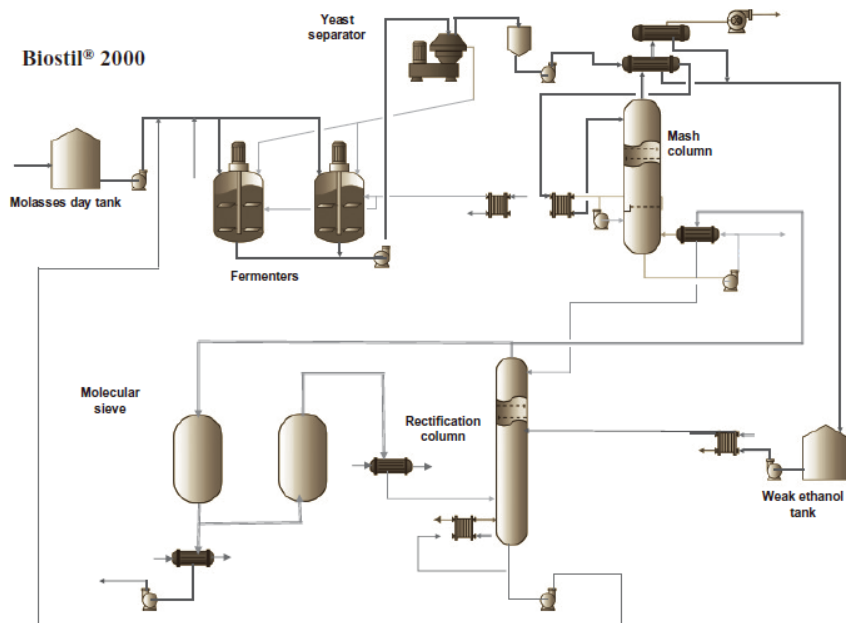 Yeast
separator
Biostil® 2000
Mash
column
Molasses day tank
Fermenters
Molecular
sieve
Rectification
column
Weak ethanol
tank